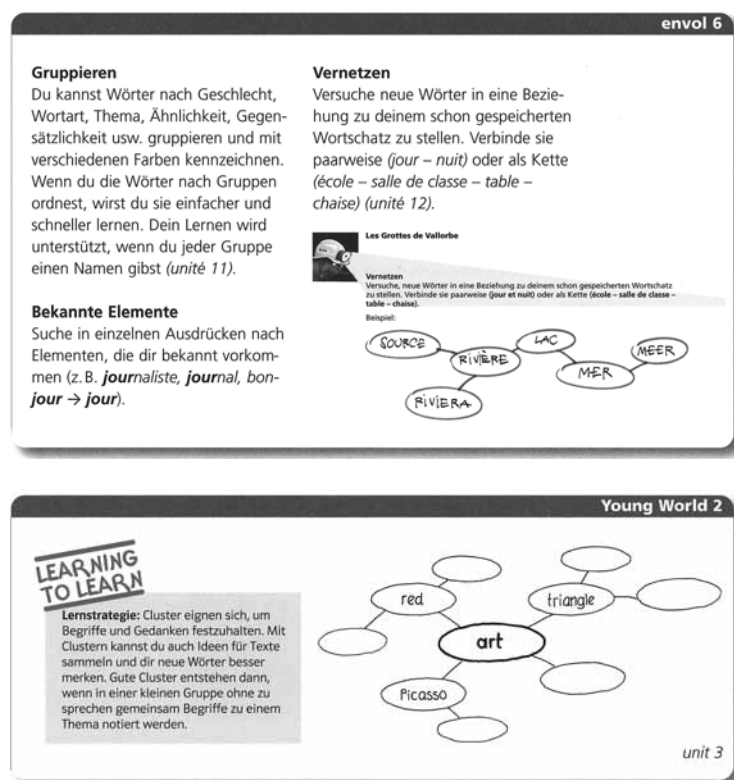 envol 6
Gruppieren
Du kannst Wörter nach Geschlecht,
Wortart, Thema, Ähnlichkeit, Gegen-
sätzlichkeit usw. gruppieren und mit
verschiedenen Farben kennzeichnen.
Wenn du die Wörter nach Gruppen
ordnest, wirst du sie einfacher und
schneller lernen. Dein Lernen wird
unterstützt, wenn du jeder Gruppe
einen Namen gibst (unité 11).
Bekannte Elemente
Suche in einzelnen Ausdrücken nach
Elementen, die dir bekannt vorkom-
men (z. B. journaliste, journal, bon-
jour → jour).
Vernetzen
Versuche neue Wörter in eine Bezie-
hung zu deinem schon gespeicherten
Wortschatz zu stellen. Verbinde sie
paarweise (jour – nuit) oder als Kette
(école – salle de classe – table –
chaise) (unité 12).
Les Grottes de Vallorbe
Vernetzen
Versuche, neue Wörter in eine Beziehung zu deinem schon gespeicherten Wortschatz
zu stellen. Verbinde sie paarweise (jour et nuit) oder als Kette (école – salle de classe –
table – chaise).
Beispiel:
SOURCE
RIVIÈRE
LAC
MER
MEER
RIVIERA
Young World 2
LEARNING
TO LEARN
Lernstrategie: Cluster eignen sich, um
Begriffe und Gedanken festzuhalten. Mit
Clustern kannst du auch Ideen für Texte
sammeln und dir neue Wörter besser
merken. Gute Cluster entstehen dann,
wenn in einer kleinen Gruppe ohne zu
sprechen gemeinsam Begriffe zu einem
Thema notiert werden.
red
triangle
art
Picasso
unit 3